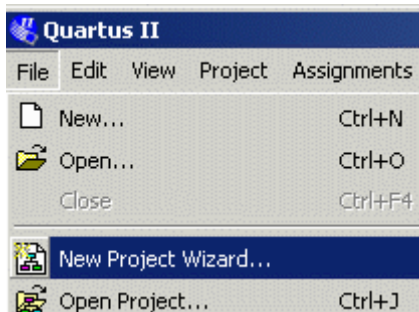 Quartus II
File Edit View Project Assignments
New... Ctrl+N
Open... Ctrl+O
Close Ctrl+F4
New Project Wizard...
Open Project... Ctrl+J